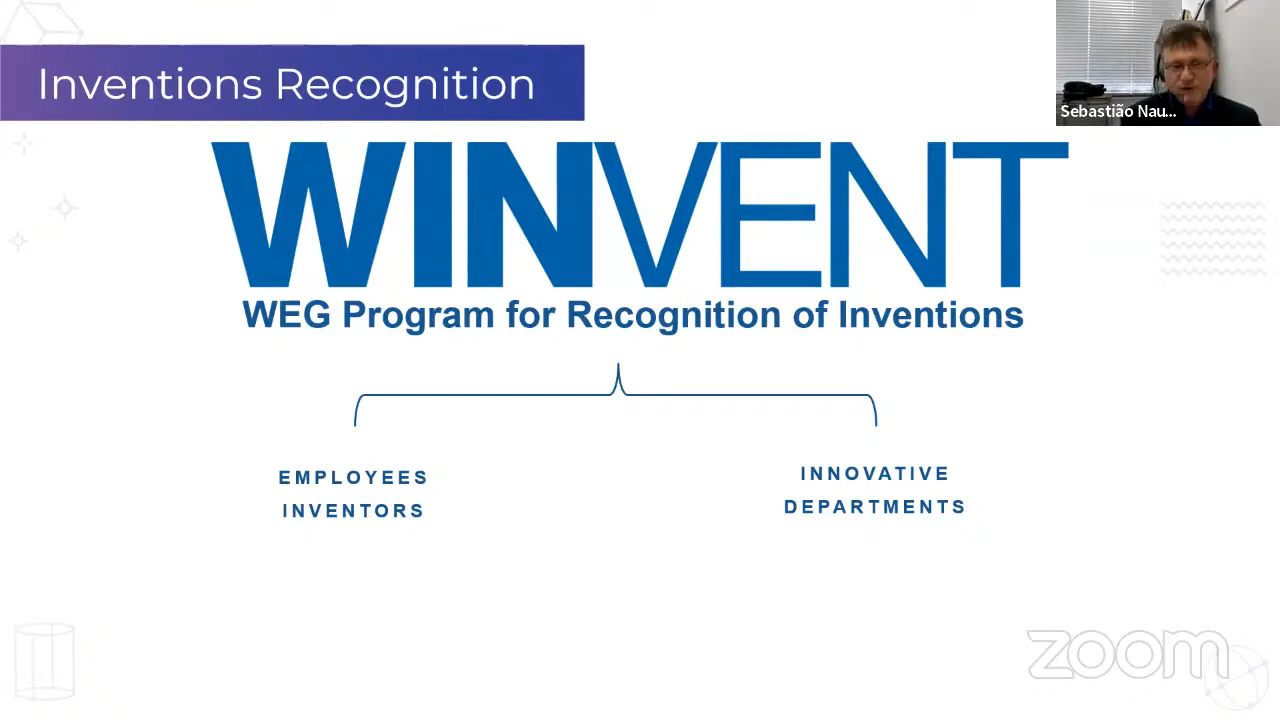 Inventions Recognition
Sebastião Nau...
WINVENT
WEG Program for Recognition of Inventions
EMPLOYEES
INVENTORS
INNOVATIVE
DEPARTMENTS
zoom